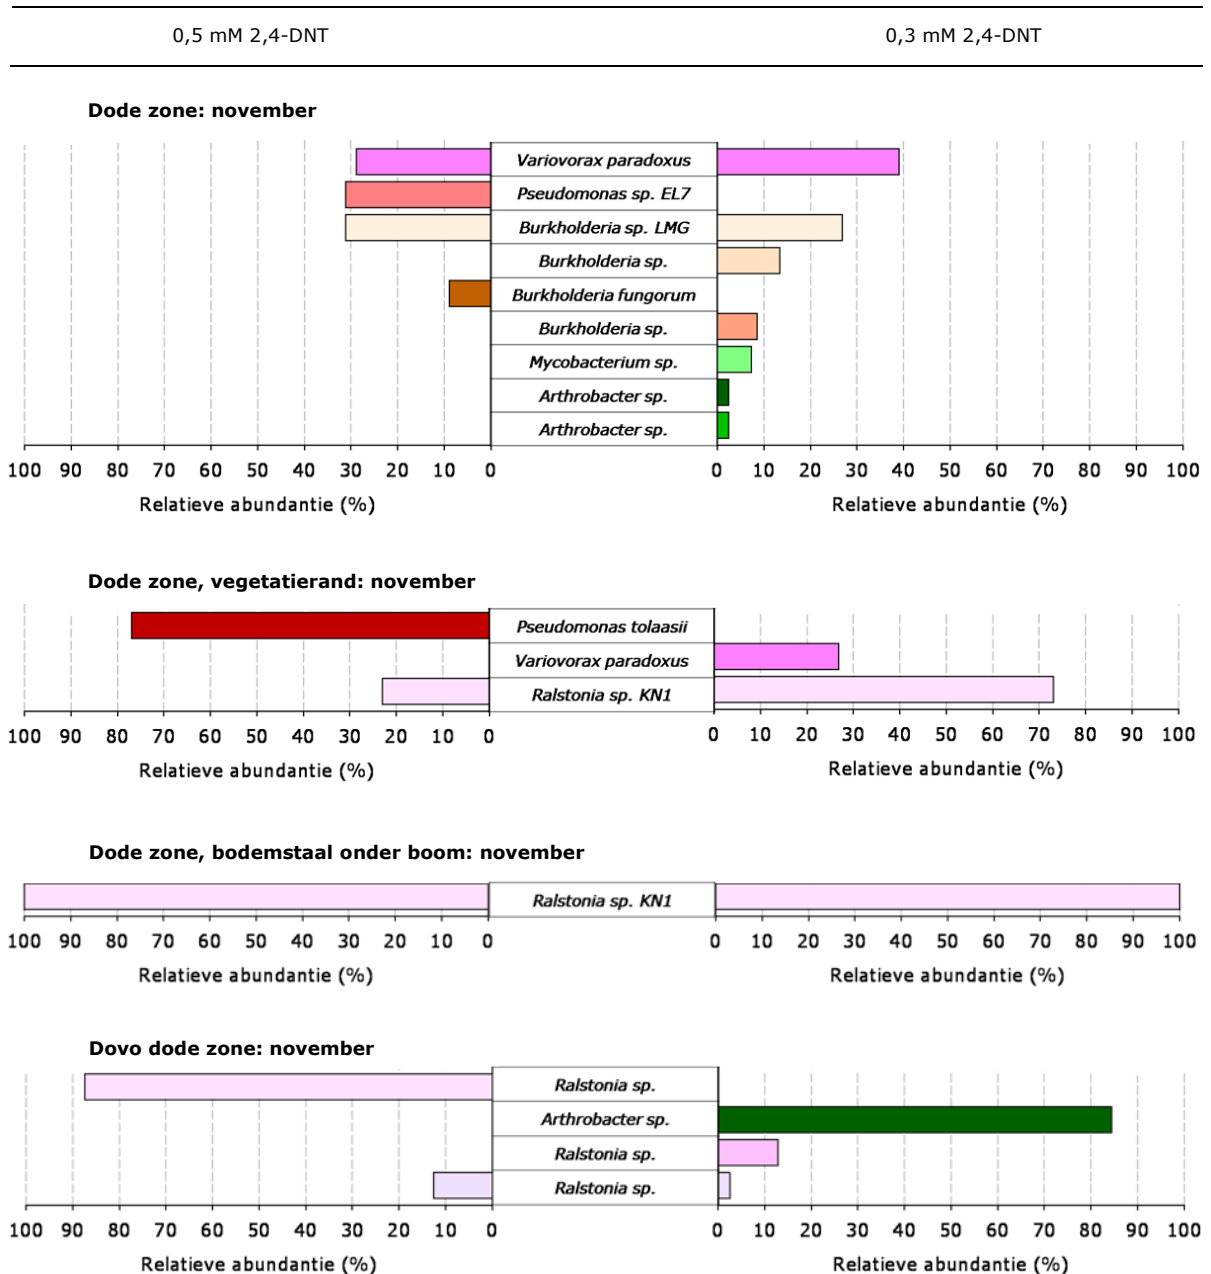 0,5 mM 2,4-DNT 0,3 mM 2,4-DNT
Dode zone: november
Variovorax paradoxus
Pseudomonas sp. EL7
Burkholderia sp. LMG
Burkholderia sp.
Burkholderia fungorum
Burkholderia sp.
Mycobacterium sp.
Arthrobacter sp.
Arthrobacter sp.
100 90 80 70 60 50 40 30 20 10 0 0 10 20 30 40 50 60 70 80 90 100
Relatieve abundantie (%) Relatieve abundantie (%)
Dode zone, vegetatierand: november
Pseudomonas tolaasii
Variovorax paradoxus
Ralstonia sp. KN1
100 90 80 70 60 50 40 30 20 10 0 0 10 20 30 40 50 60 70 80 90 100
Relatieve abundantie (%) Relatieve abundantie (%)
Dode zone, bodemstaal onder boom: november
Ralstonia sp. KN1
100 90 80 70 60 50 40 30 20 10 0 0 10 20 30 40 50 60 70 80 90 100
Relatieve abundantie (%) Relatieve abundantie (%)
Dovo dode zone: november
Ralstonia sp.
Arthrobacter sp.
Ralstonia sp.
Ralstonia sp.
100 90 80 70 60 50 40 30 20 10 0 0 10 20 30 40 50 60 70 80 90 100
Relatieve abundantie (%) Relatieve abundantie (%)